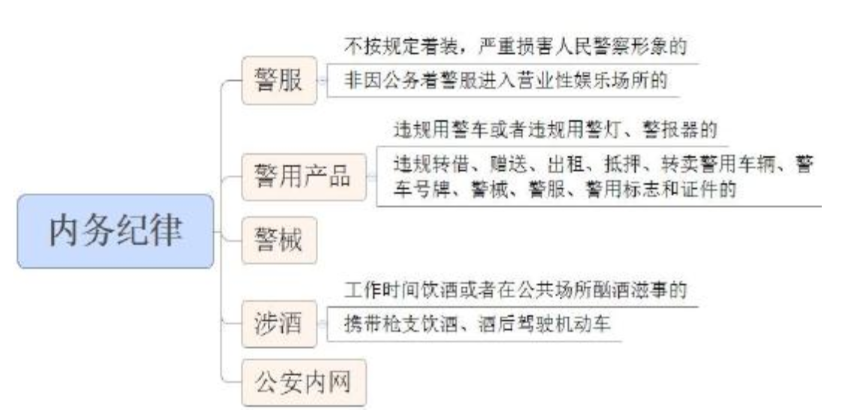 内务纪律
警服
不按规定着装，严重损害人民警察形象的
非因公务着警服进入营业性娱乐场所的
警用产品
违规用警车或者违规用警灯、警报器的
违规转借、赠送、出租、抵押、转卖警用车辆、警
车号牌、警械、警服、警用标志和证件的
警械
涉酒
工作时间饮酒或者在公共场所酗酒滋事的
携带枪支饮酒、酒后驾驶机动车
公安内网